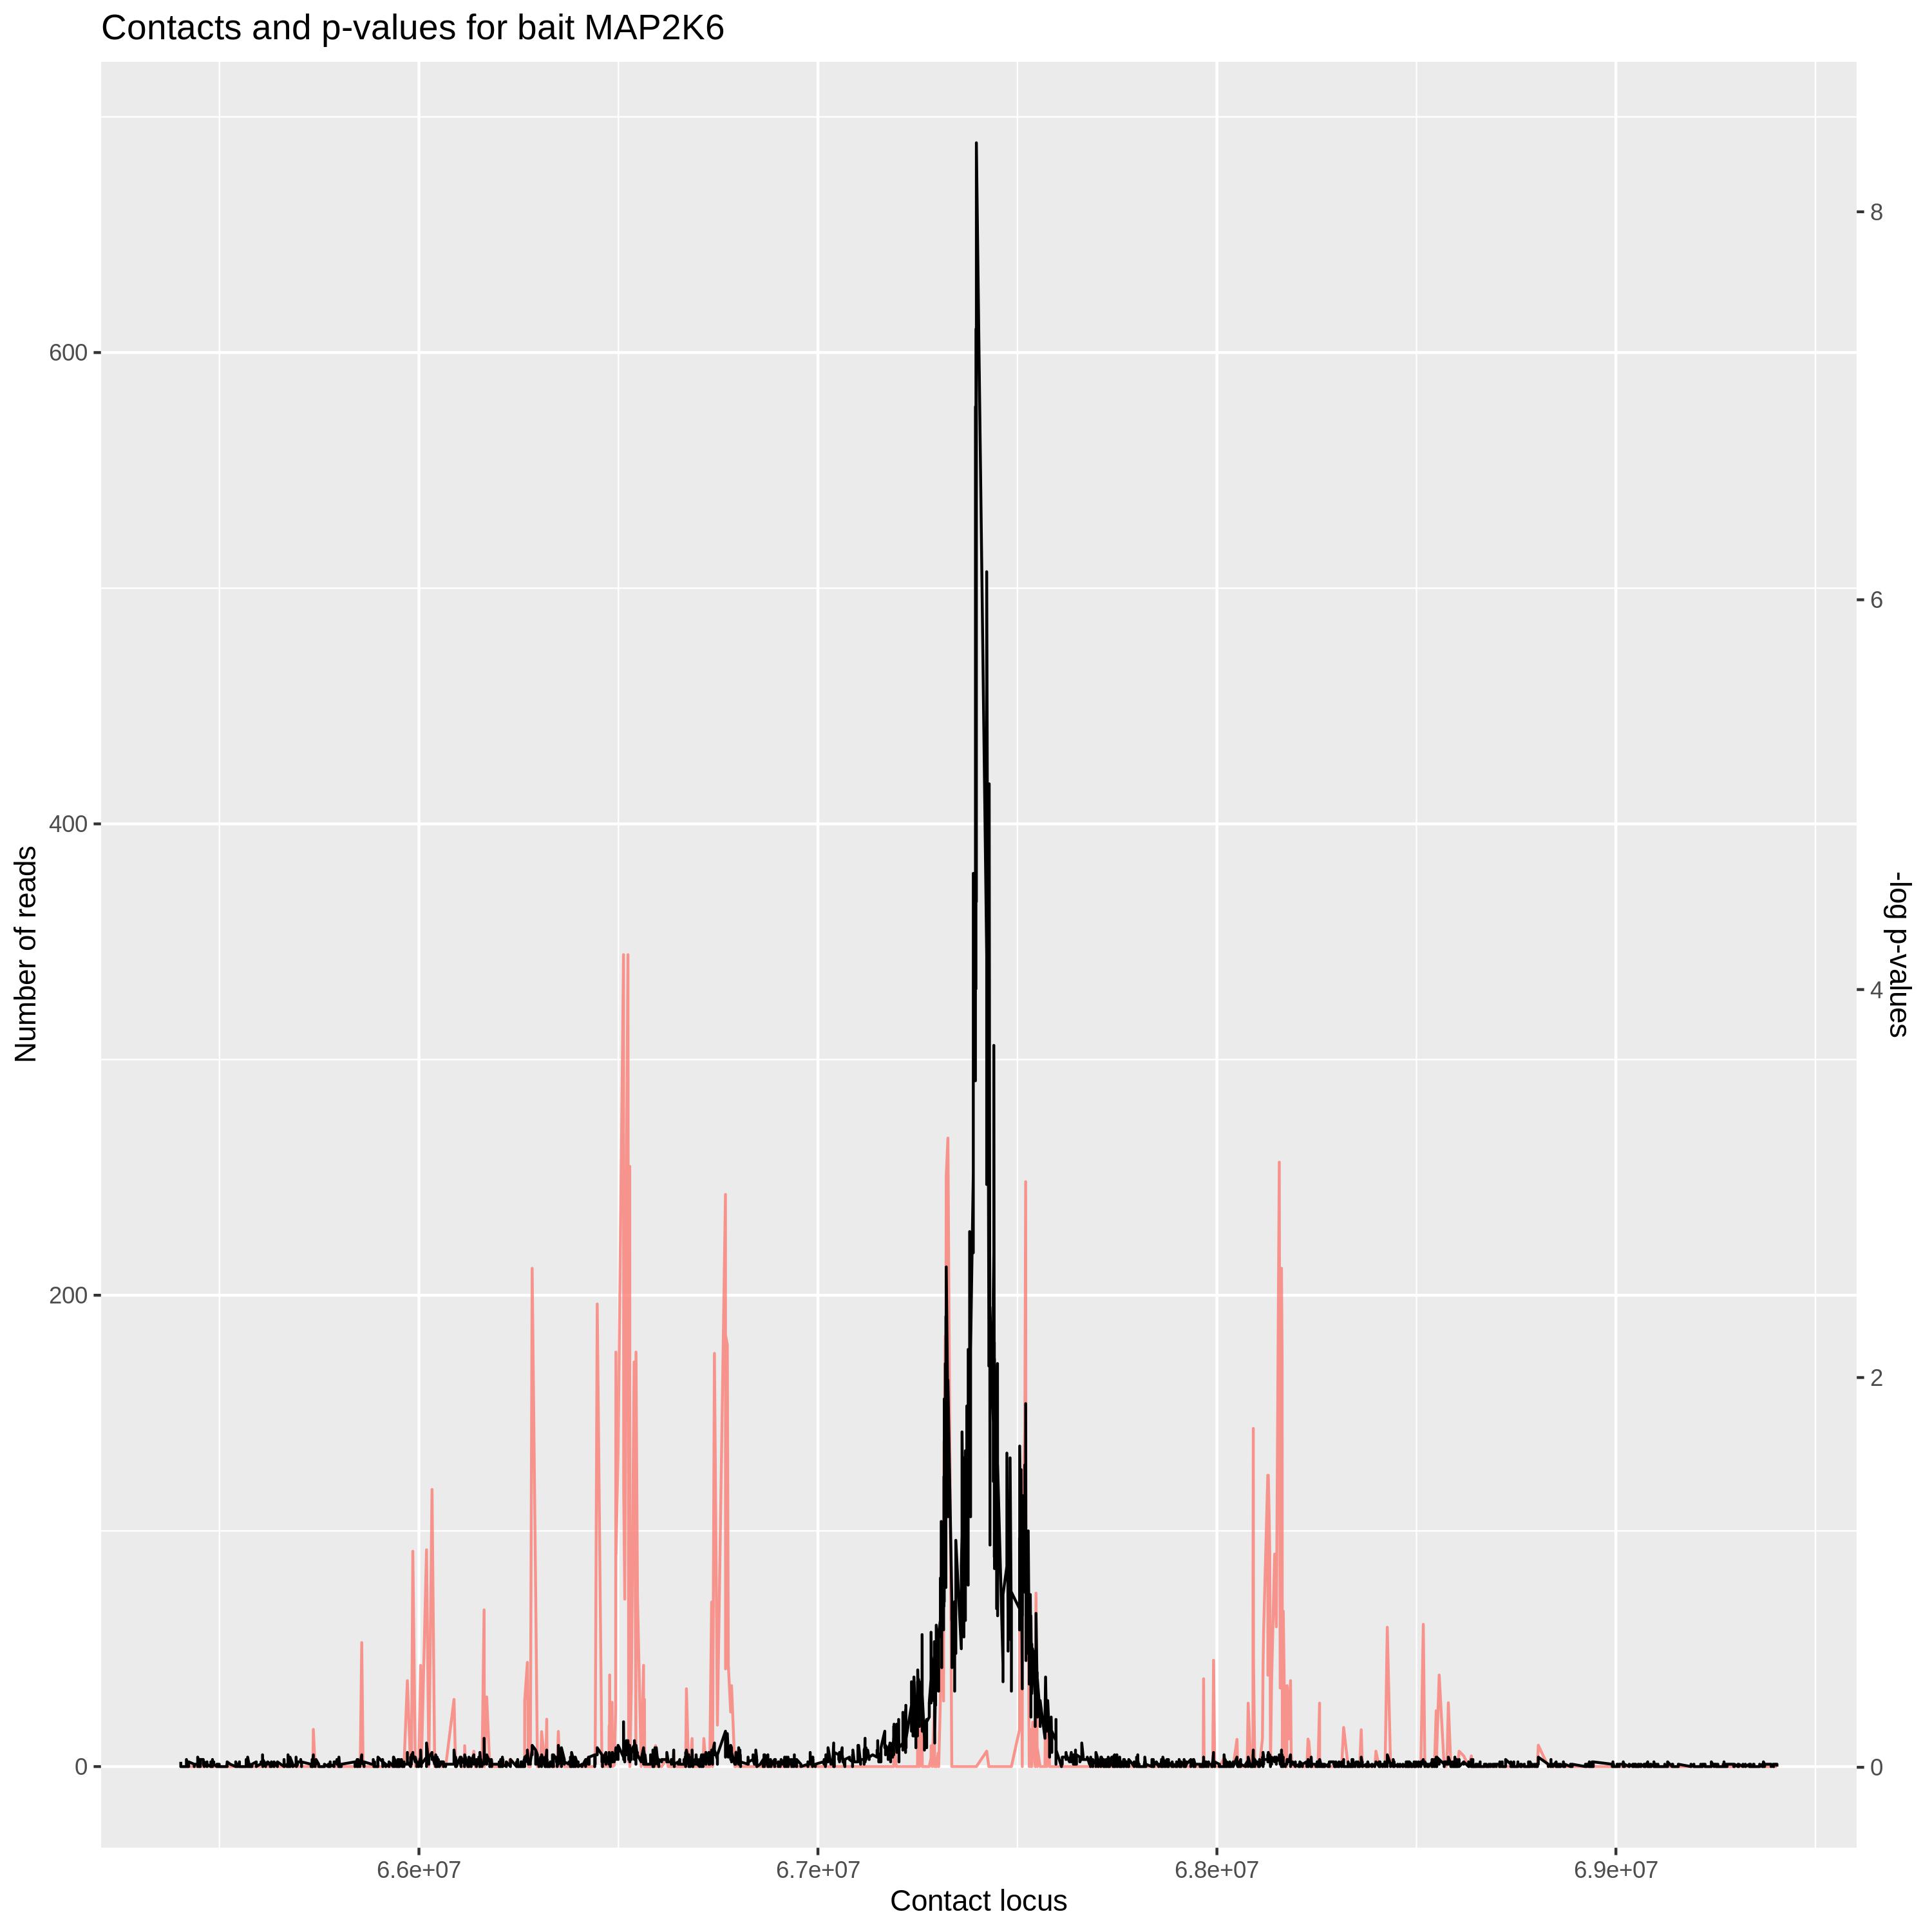 Contacts and p-values for bait MAP2K6
600
400
200
0
Number of reads
8
6
4
2
0
-log p-values
6.6e+07 6.7e+07 6.8e+07 6.9e+07
Contact locus